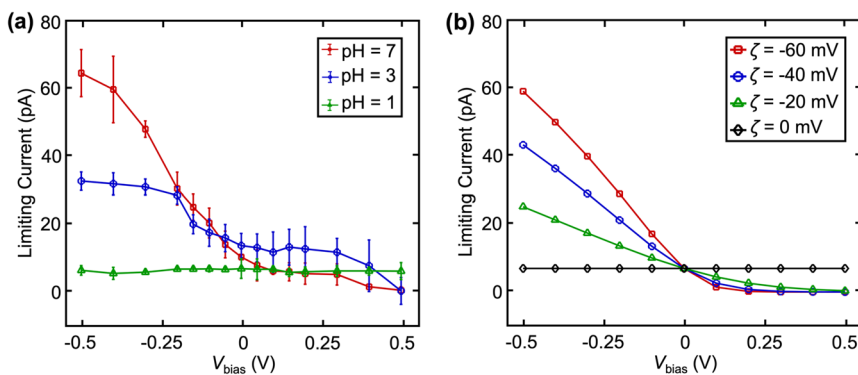 (a)
80
60
40
20
0
Limiting Current (pA)
pH = 7
pH = 3
pH = 1
-0.5
-0.25
0
0.25
0.5
Vbias (V)
(b)
80
60
40
20
0
Limiting Current (pA)
ζ = -60 mV
ζ = -40 mV
ζ = -20 mV
ζ = 0 mV
-0.5
-0.25
0
0.25
0.5
Vbias (V)